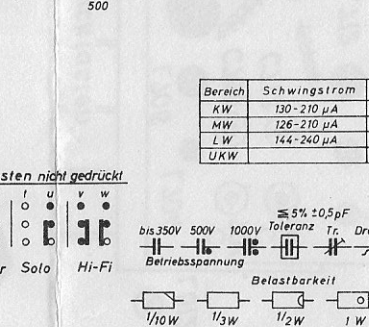 500
Bereich Schwingstrom
KW 130-210 µA
MW 126-210 µA
LW 144-240 µA
UKW
sten nicht gedrückt
t u v w
r Solo Hi-Fi
≦5% ±0,5pF
bis 350V 500V 1000V Toleranz Tr. Dre
Betriebsspannung
Belastbarkeit
1/10 W 1/3 W 1/2 W 1 W